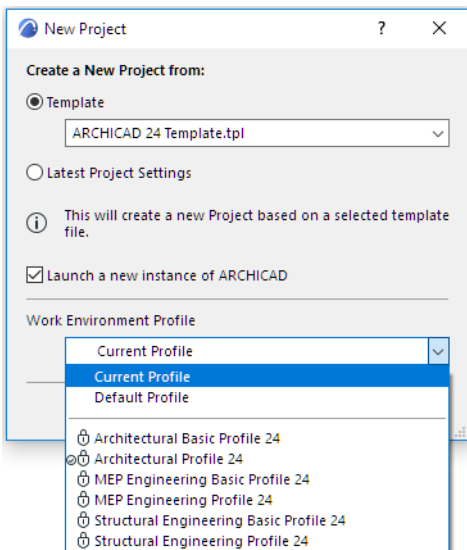 New Project
?
Create a New Project from:
Template
ARCHICAD 24 Template.tpl
Latest Project Settings
This will create a new Project based on a selected template
file.
Launch a new instance of ARCHICAD
Work Environment Profile
Current Profile
Current Profile
Default Profile
Architectural Basic Profile 24
Architectural Profile 24
MEP Engineering Basic Profile 24
MEP Engineering Profile 24
Structural Engineering Basic Profile 24
Structural Engineering Profile 24